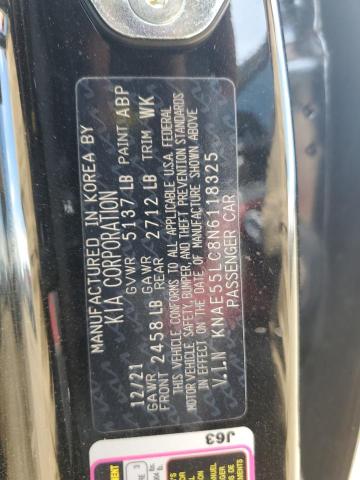 MANUFACTURED IN KOREA BY
KIA CORPORATION
GVWR 5137 LB PAINT ABP
12/21 GAWR 2712 LB TRIM WK
GAWR
FRONT 2458 LB REAR
THIS VEHICLE CONFORMS TO ALL APPLICABLE U.S.A. FEDERAL
MOTOR VEHICLE SAFETY, BUMPER AND THEFT PREVENTION STANDARDS
IN EFFECT ON THE DATE OF MANUFACTURE SHOWN ABOVE
V.I.N KNAE55LC8N6118325
PASSENGER CAR
J63